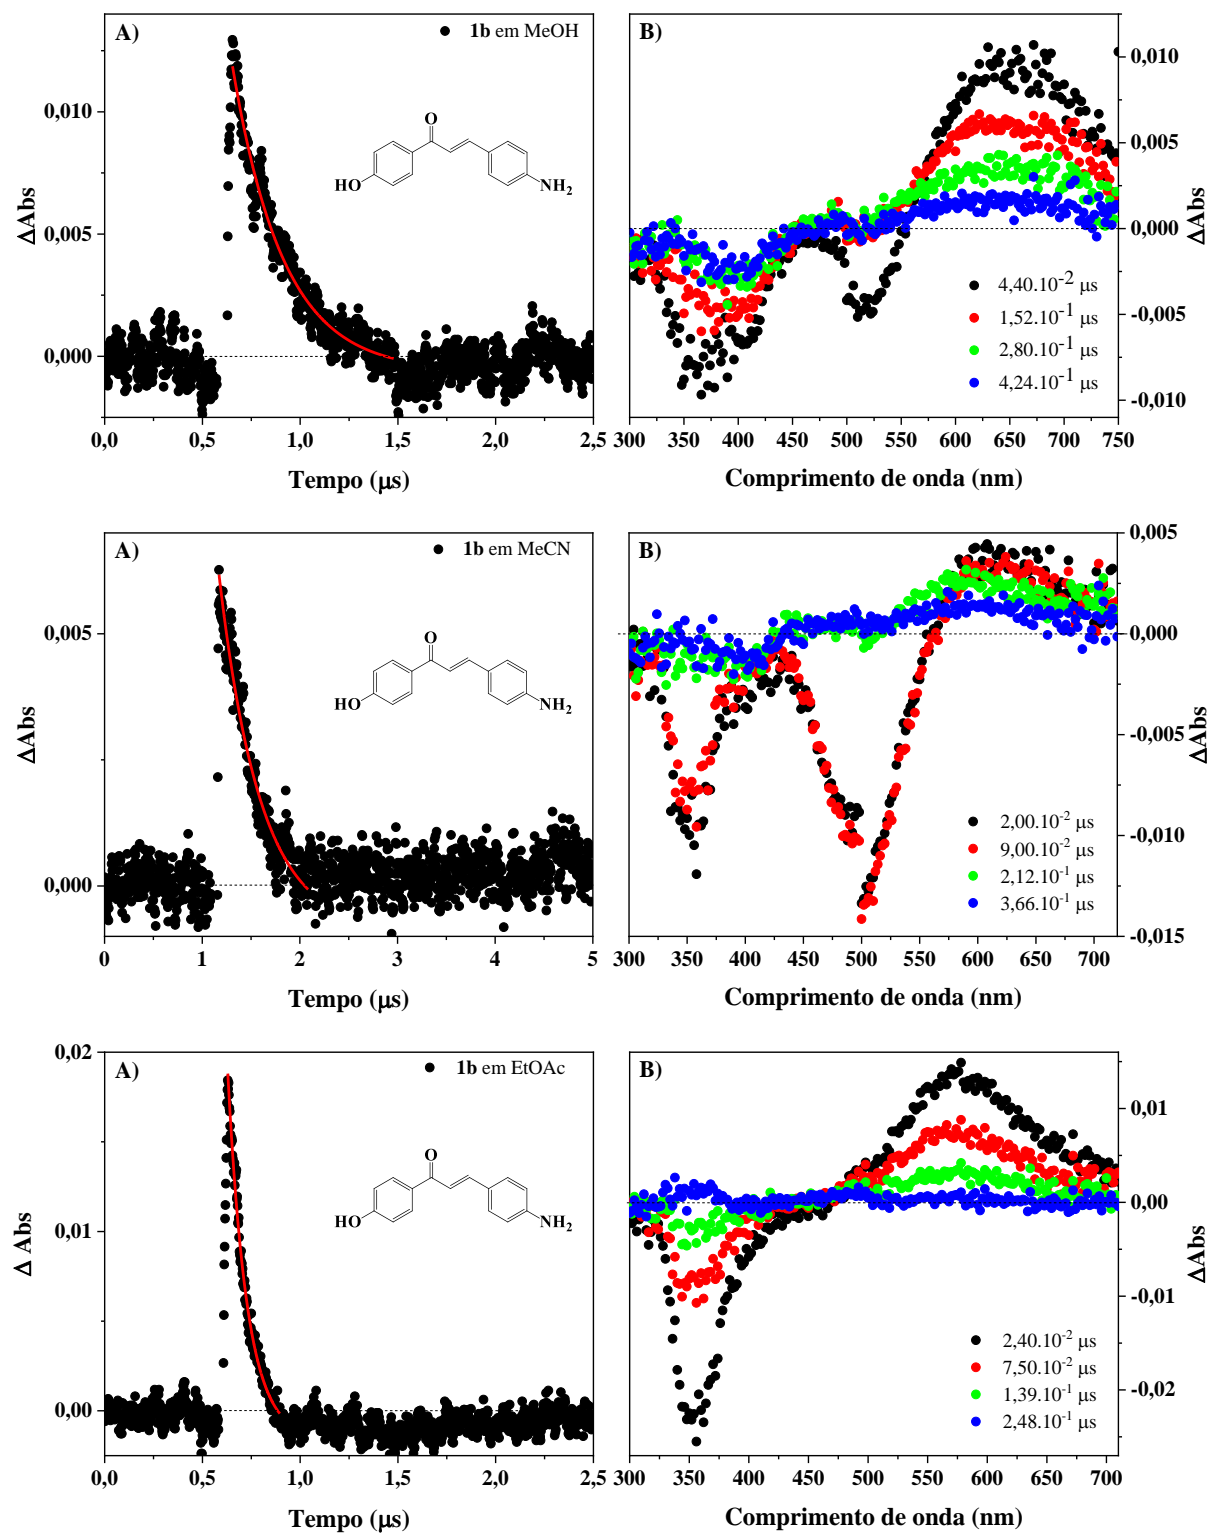 A)
1b em MeOH
0,010
0,005
0,000
ΔAbs
O
HO
NH2
0,0 0,5 1,0 1,5 2,0 2,5
Tempo (μs)
B)
0,010
0,005
0,000
-0,005
-0,010
ΔAbs
4,40.10-2 μs
1,52.10-1 μs
2,80.10-1 μs
4,24.10-1 μs
300 350 400 450 500 550 600 650 700 750
Comprimento de onda (nm)
A)
1b em MeCN
0,005
0,000
ΔAbs
O
HO
NH2
0 1 2 3 4 5
Tempo (μs)
B)
0,005
0,000
-0,005
-0,010
-0,015
ΔAbs
2,00.10-2 μs
9,00.10-2 μs
2,12.10-1 μs
3,66.10-1 μs
300 350 400 450 500 550 600 650 700
Comprimento de onda (nm)
A)
1b em EtOAc
0,02
0,01
0,00
Δ Abs
O
HO
NH2
0,0 0,5 1,0 1,5 2,0 2,5
Tempo (μs)
B)
0,01
0,00
-0,01
-0,02
ΔAbs
2,40.10-2 μs
7,50.10-2 μs
1,39.10-1 μs
2,48.10-1 μs
300 350 400 450 500 550 600 650 700
Comprimento de onda (nm)